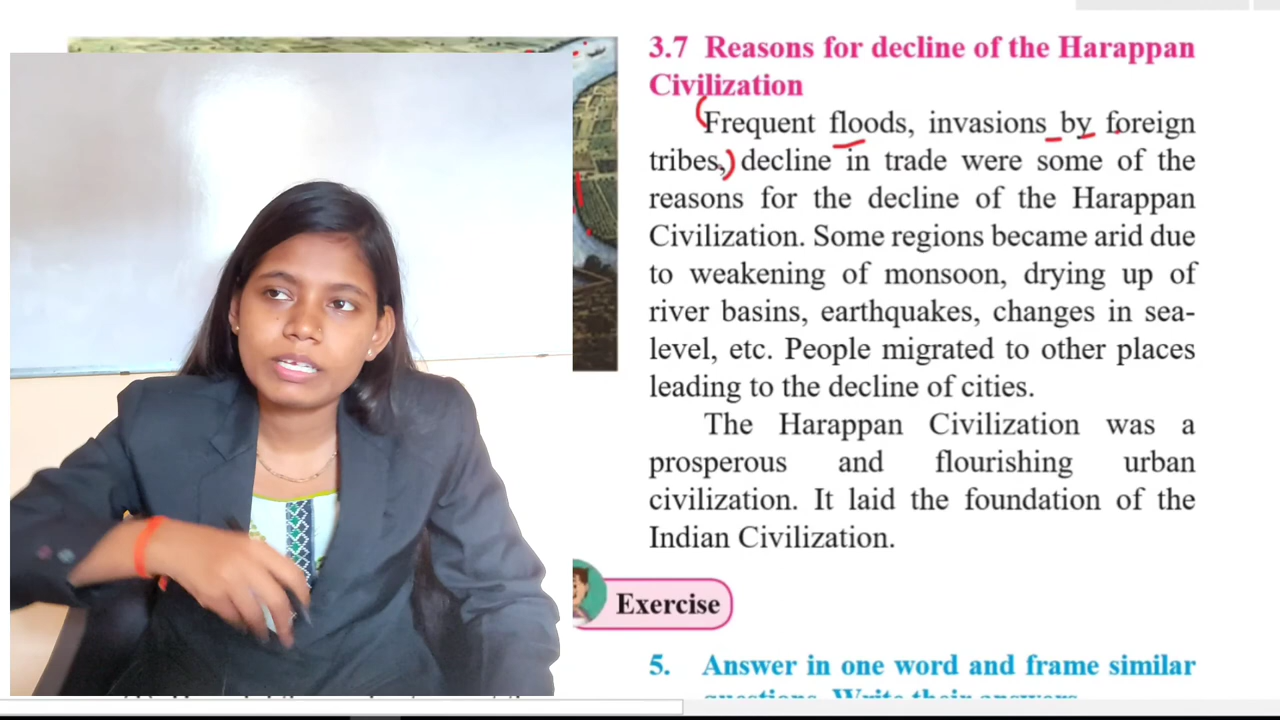 3.7 Reasons for decline of the Harappan
Civilization
Frequent floods, invasions by foreign
tribes, decline in trade were some of the
reasons for the decline of the Harappan
Civilization. Some regions became arid due
to weakening of monsoon, drying up of
river basins, earthquakes, changes in sea-
level, etc. People migrated to other places
leading to the decline of cities.
The Harappan Civilization was a
prosperous and flourishing urban
civilization. It laid the foundation of the
Indian Civilization.
Exercise
5. Answer in one word and frame similar
questions. Write their answers.